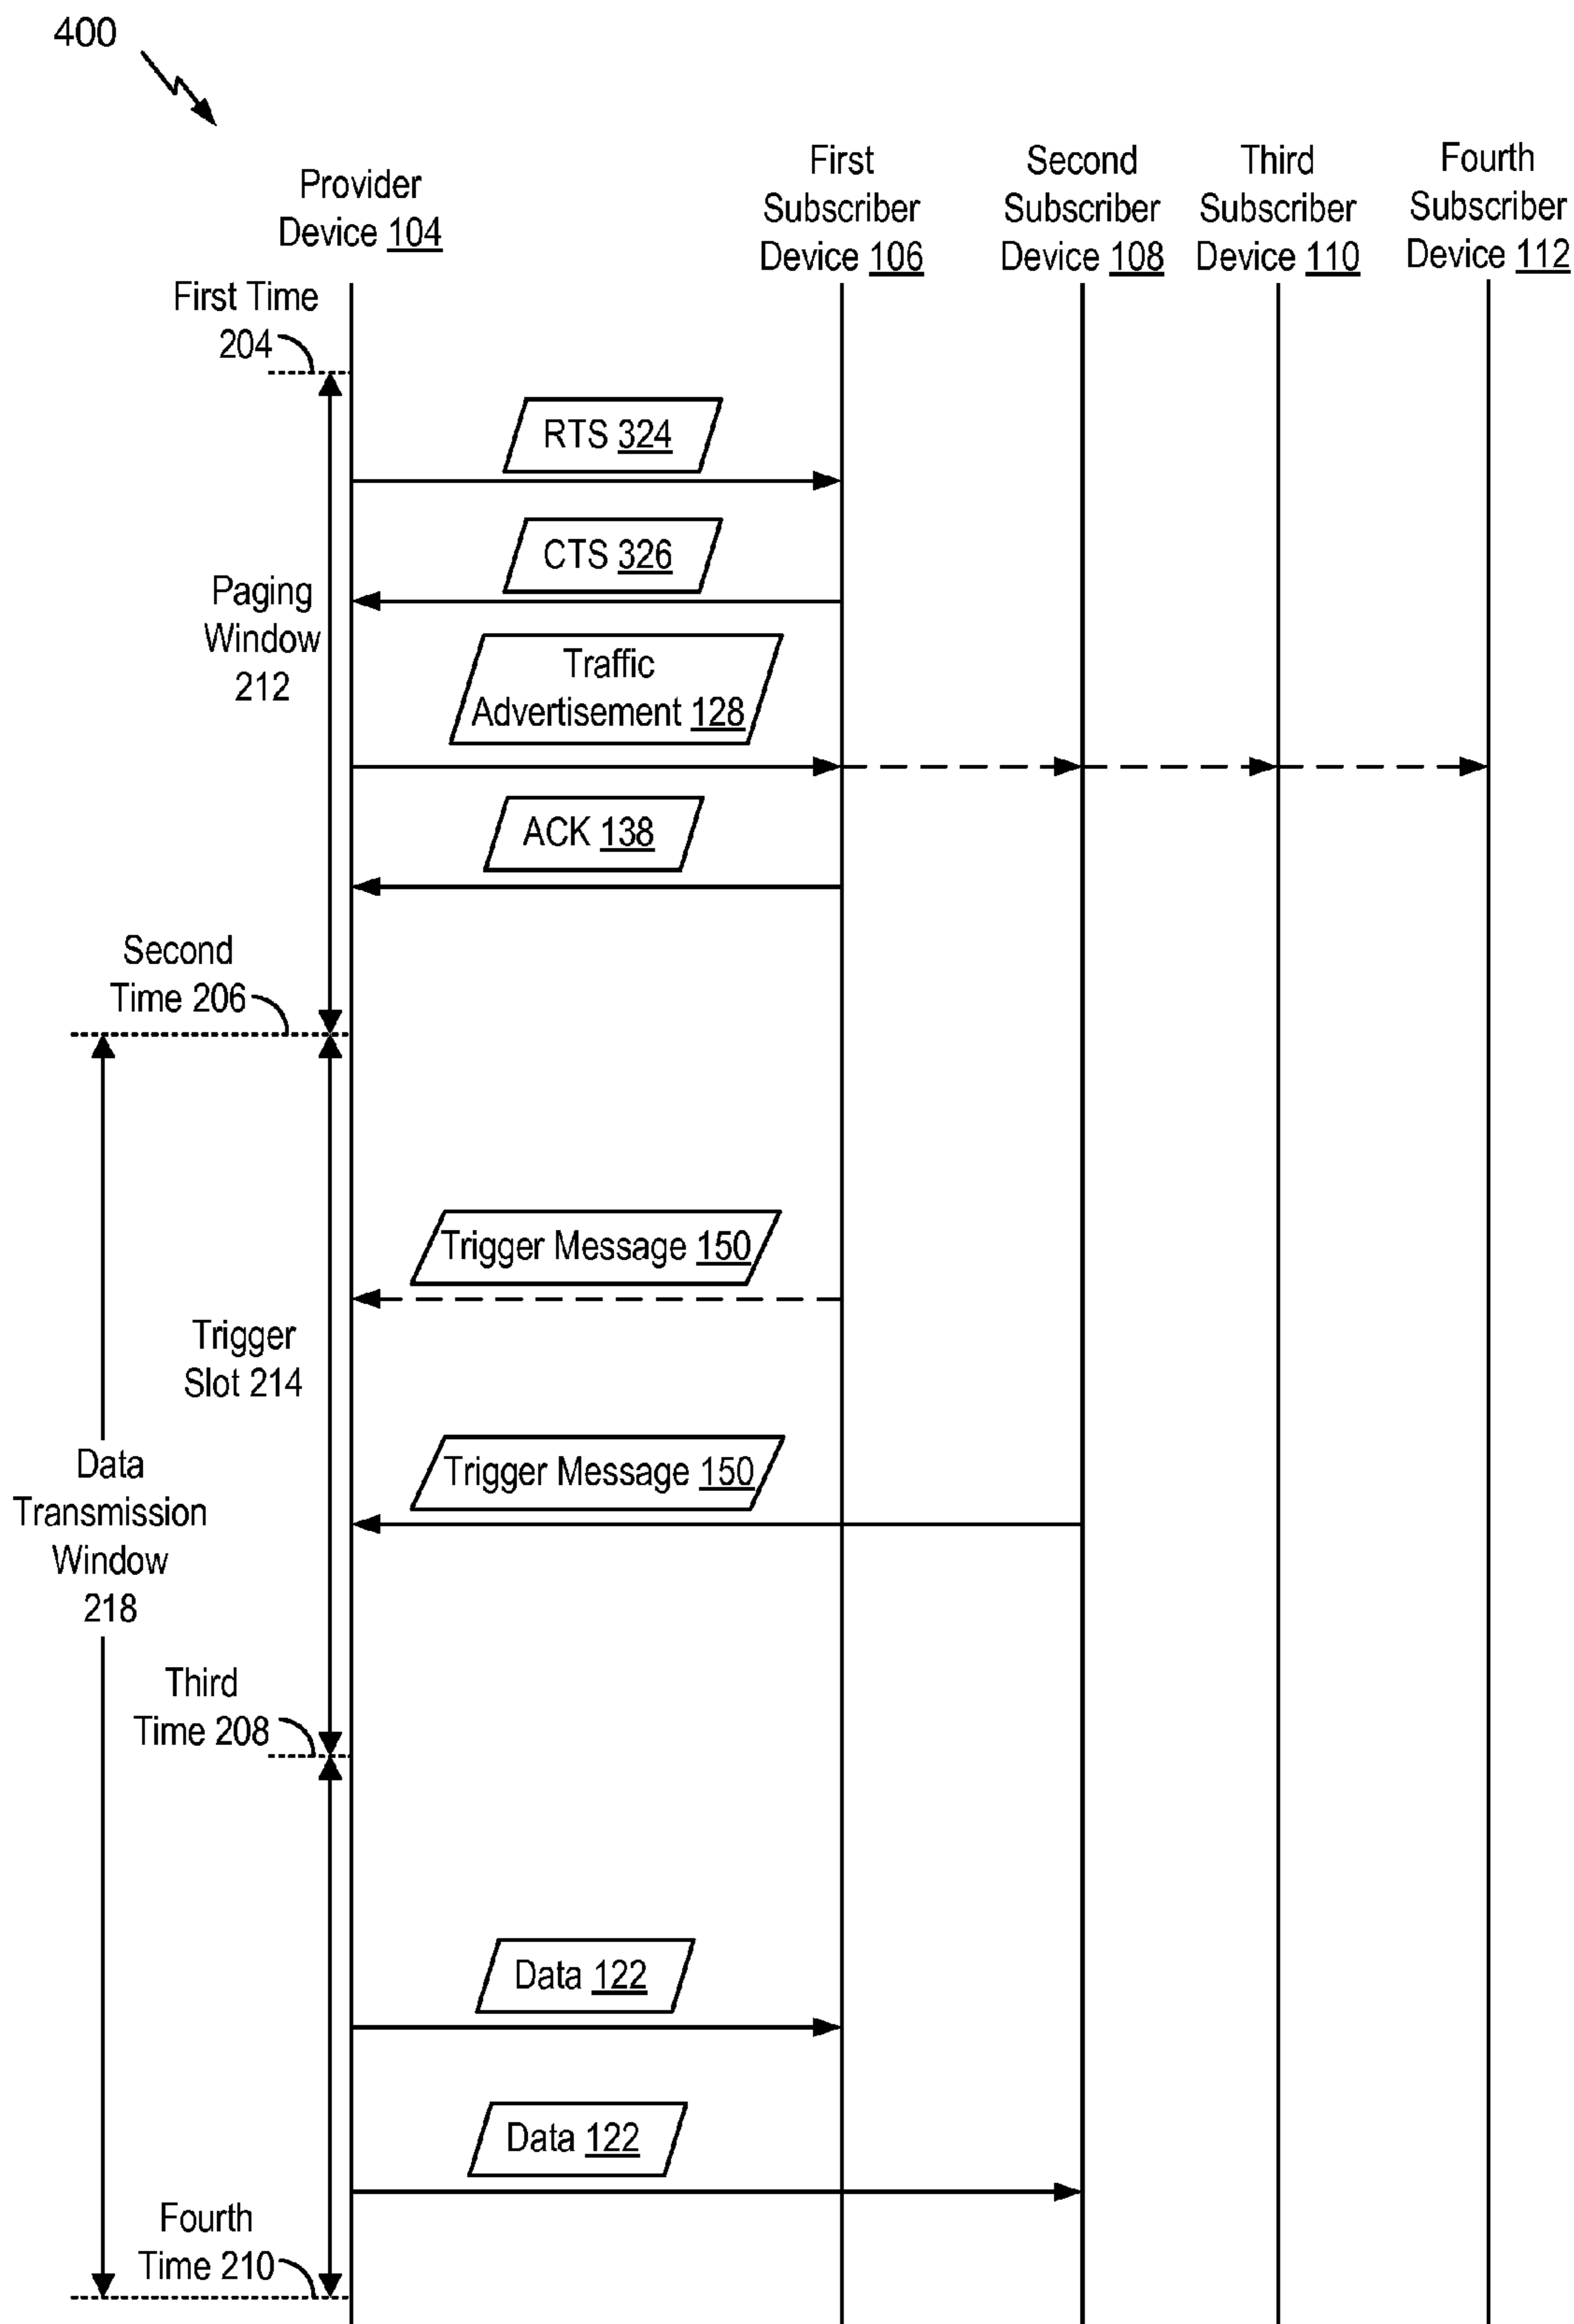 400
Provider
Device 104
First
Subscriber
Device 106
Second
Subscriber
Device 108
Third
Subscriber
Device 110
Fourth
Subscriber
Device 112
First Time
204
RTS 324
CTS 326
Paging
Window
212
Traffic
Advertisement 128
ACK 138
Second
Time 206
Trigger Message 150
Trigger
Slot 214
Trigger Message 150
Data
Transmission
Window
218
Third
Time 208
Data 122
Data 122
Fourth
Time 210